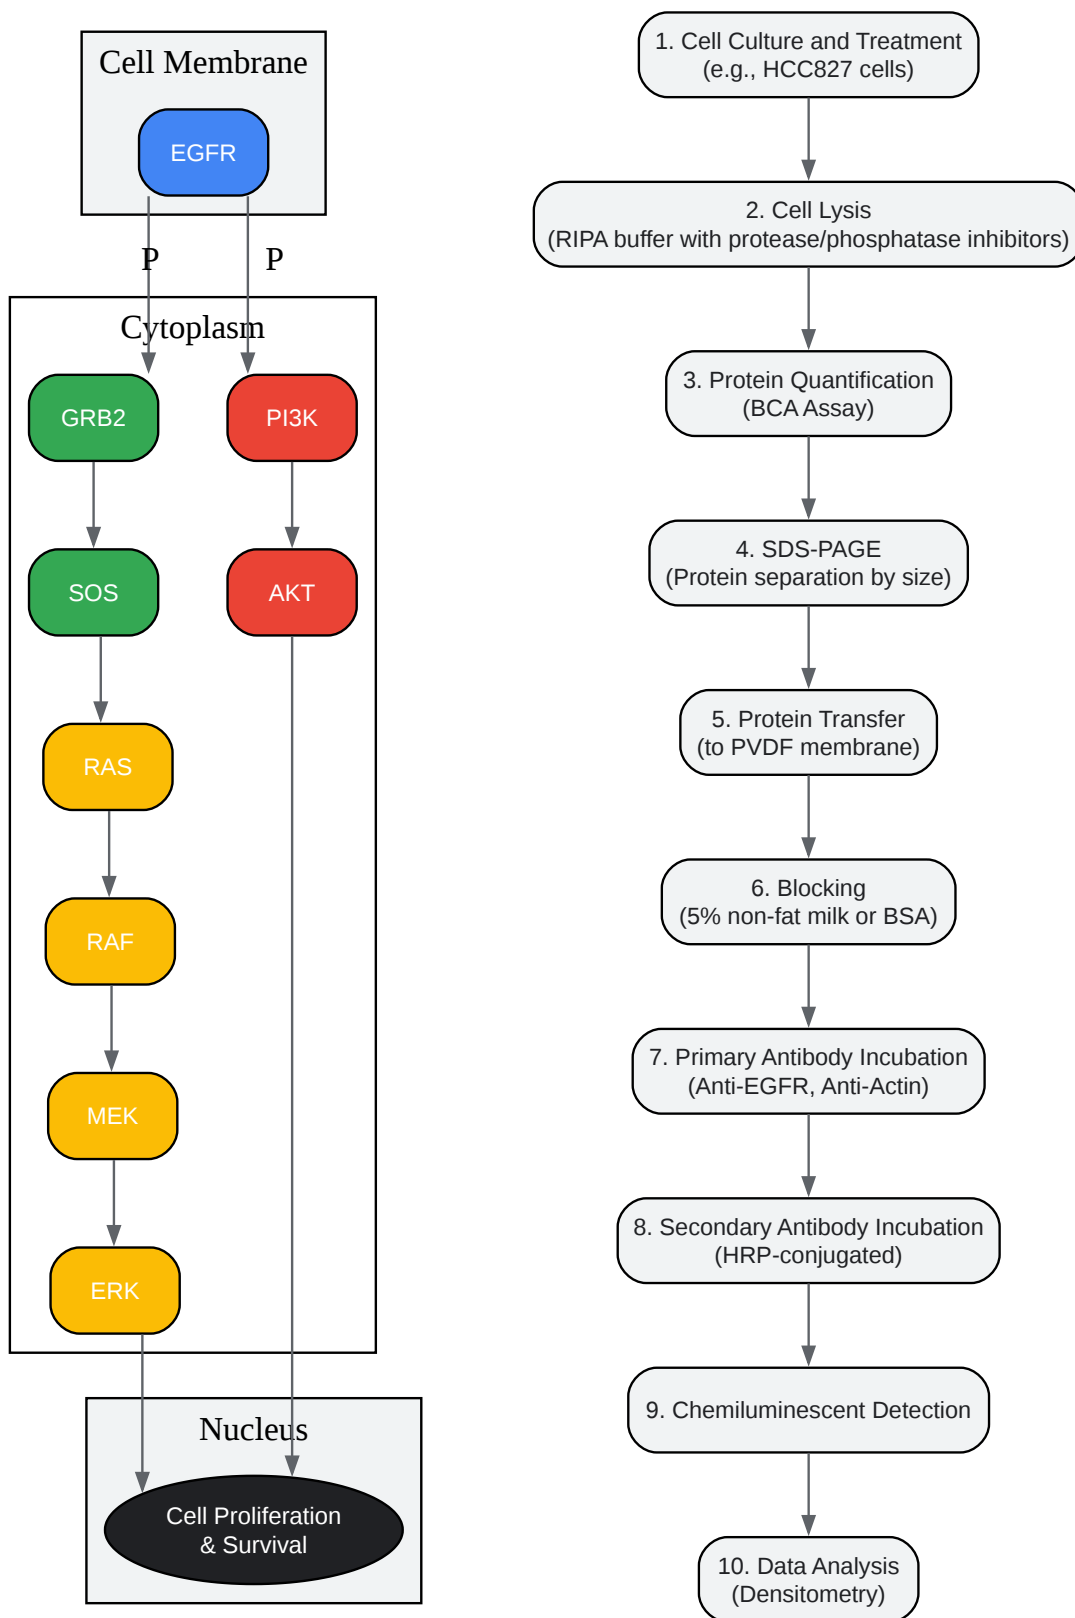 Cell Membrane
EGFR
P
P
Cytoplasm
GRB2
PI3K
SOS
AKT
RAS
RAF
MEK
ERK
Nucleus
Cell Proliferation
& Survival
1. Cell Culture and Treatment
(e.g., HCC827 cells)
2. Cell Lysis
(RIPA buffer with protease/phosphatase inhibitors)
3. Protein Quantification
(BCA Assay)
4. SDS-PAGE
(Protein separation by size)
5. Protein Transfer
(to PVDF membrane)
6. Blocking
(5% non-fat milk or BSA)
7. Primary Antibody Incubation
(Anti-EGFR, Anti-Actin)
8. Secondary Antibody Incubation
(HRP-conjugated)
9. Chemiluminescent Detection
10. Data Analysis
(Densitometry)